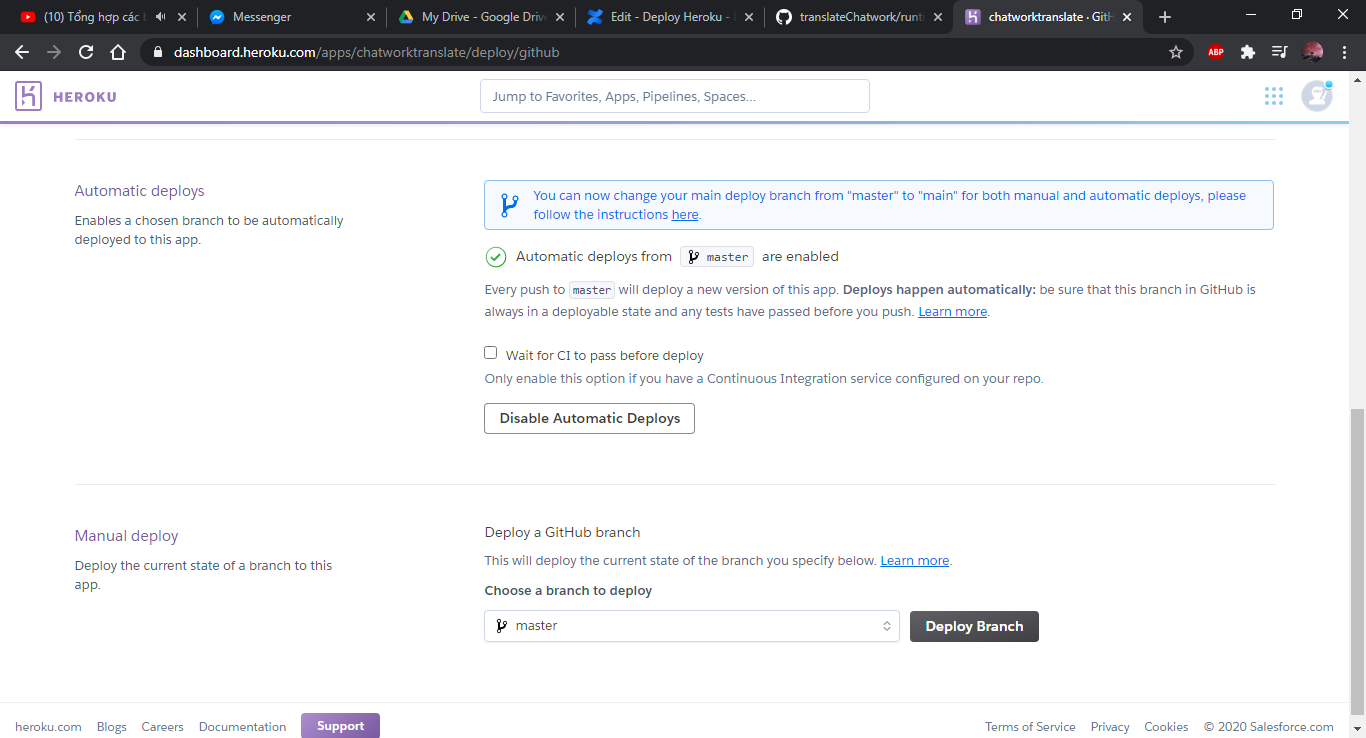 (10) Tổng hợp các b
Messenger
My Drive - Google Drive
Edit - Deploy Heroku -
translateChatwork/runt
chatworktranslate · GitH
dashboard.heroku.com/apps/chatworktranslate/deploy/github
ABP
HEROKU
Jump to Favorites, Apps, Pipelines, Spaces...
Automatic deploys
Enables a chosen branch to be automatically
deployed to this app.
You can now change your main deploy branch from "master" to "main" for both manual and automatic deploys, please
follow the instructions here.
Automatic deploys from master are enabled
Every push to master will deploy a new version of this app. Deploys happen automatically: be sure that this branch in GitHub is
always in a deployable state and any tests have passed before you push. Learn more.
Wait for CI to pass before deploy
Only enable this option if you have a Continuous Integration service configured on your repo.
Disable Automatic Deploys
Manual deploy
Deploy the current state of a branch to this
app.
Deploy a GitHub branch
This will deploy the current state of the branch you specify below. Learn more.
Choose a branch to deploy
master
Deploy Branch
heroku.com Blogs Careers Documentation Support
Terms of Service Privacy Cookies © 2020 Salesforce.com